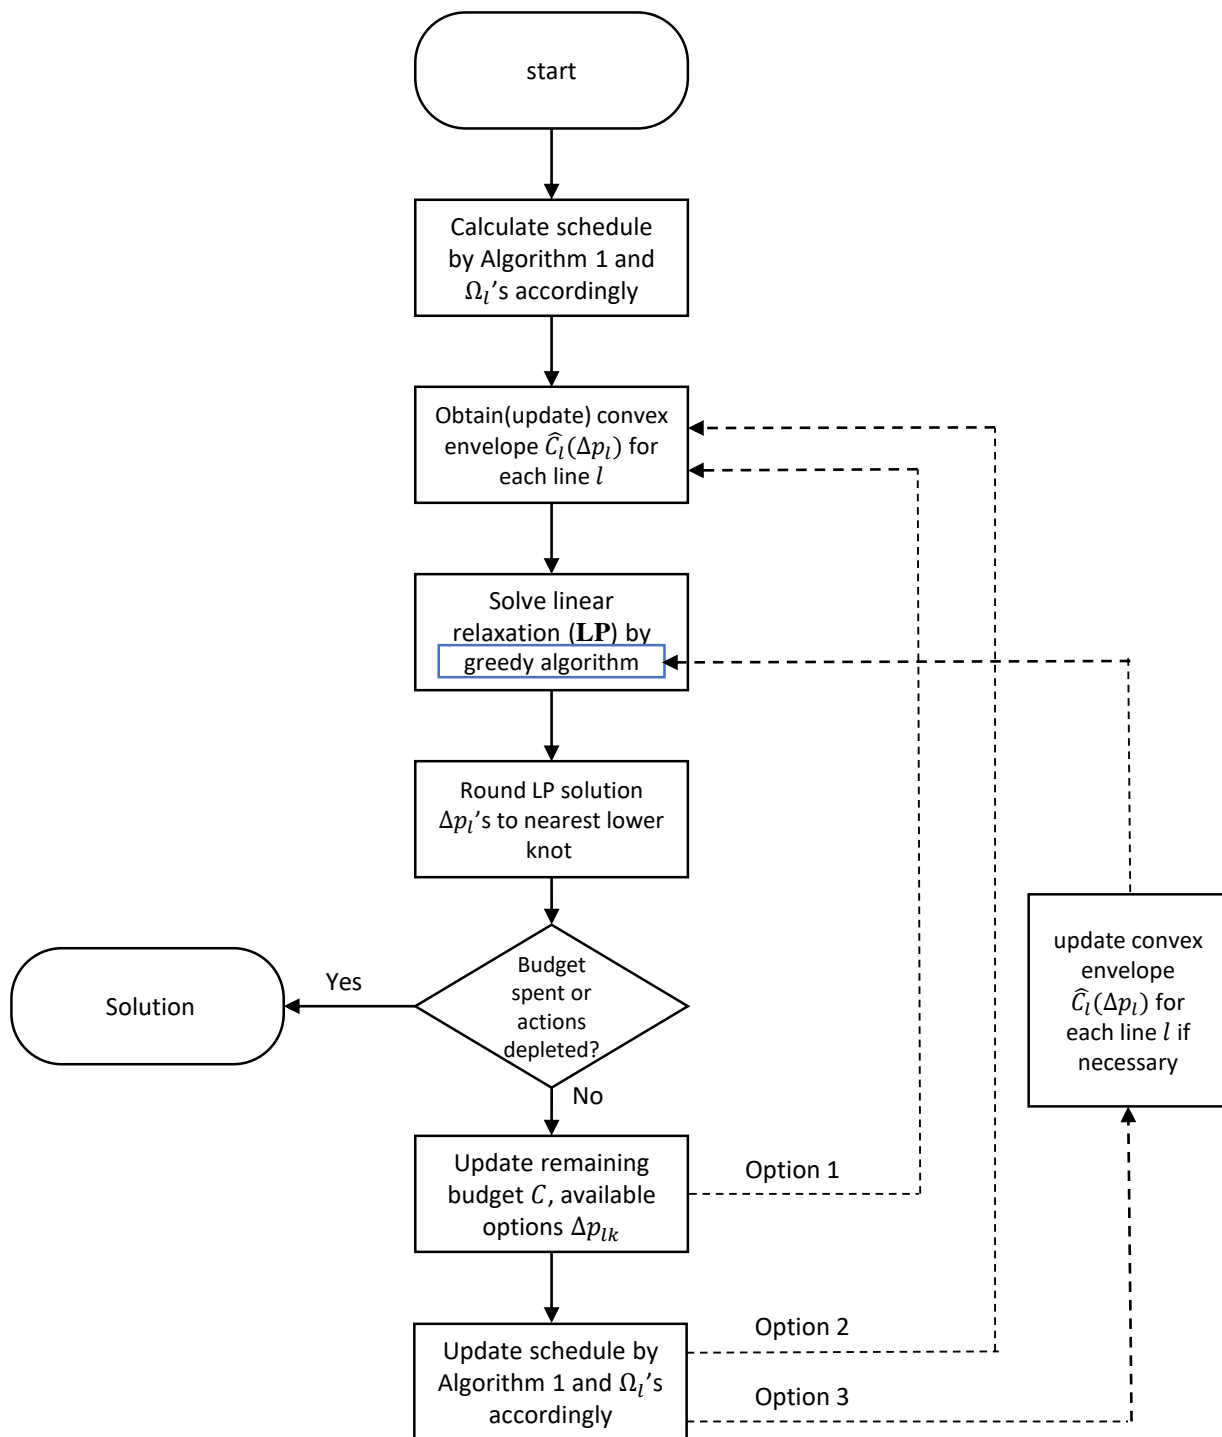 start
Calculate schedule
by Algorithm 1 and
Ωₗ's accordingly
Obtain(update) convex
envelope Ĉₗ(Δpₗ) for
each line l
Solve linear
relaxation (LP) by
greedy algorithm
Round LP solution
Δpₗ's to nearest lower
knot
Budget
spent or
actions
depleted?
Yes
Solution
No
update convex
envelope
Ĉₗ(Δpₗ) for
each line l if
necessary
Update remaining
budget C, available
options Δpₗₖ
Option 1
Update schedule by
Algorithm 1 and Ωₗ's
accordingly
Option 2
Option 3